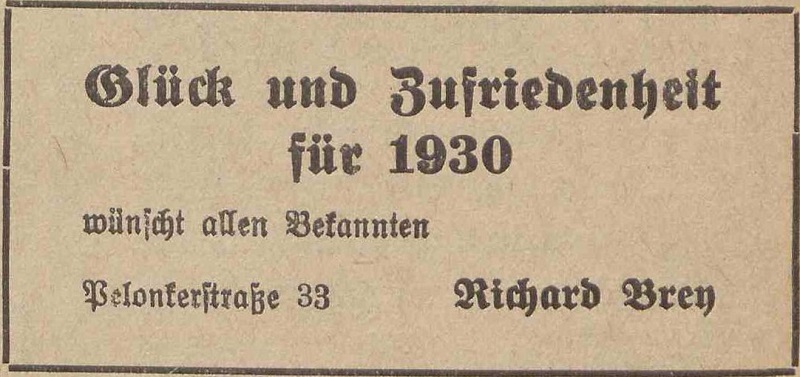 Glück und Zufriedenheit
für 1930
wünscht allen Bekannten
Pelonkerstraße 33 Richard Brey